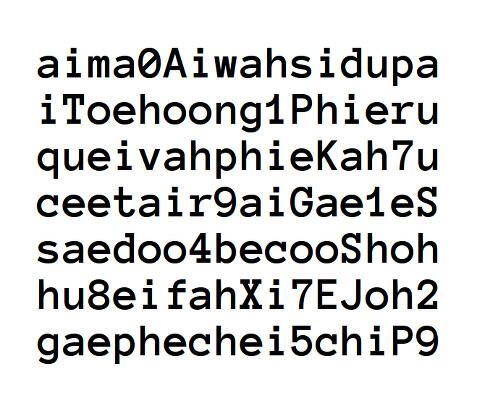 aima0Aiwahsidupa
iToehoong1Phieru
queivahphieKah7u
ceetair9aiGae1eS
saedoo4becooShoh
hu8eifahXi7EJoh2
gaephechei5chiP9